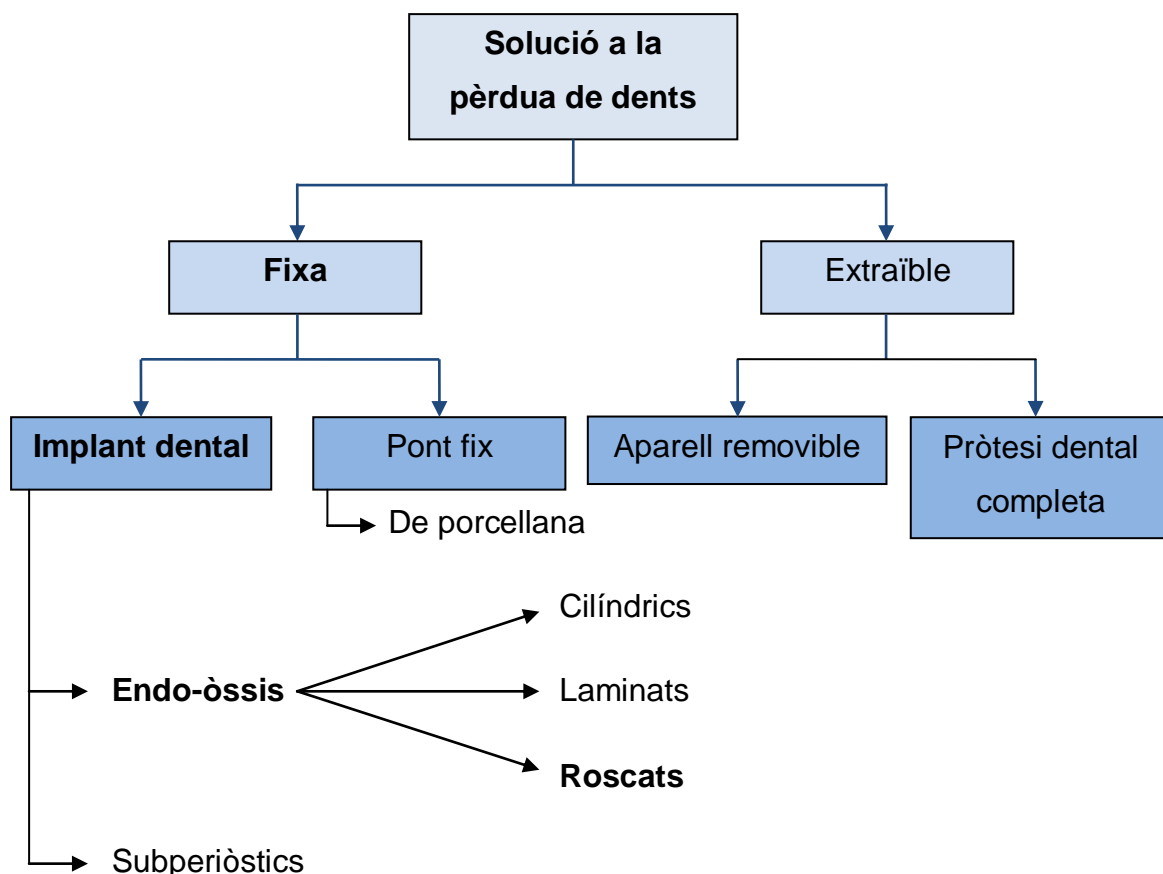 Solució a la
pèrdua de dents
Fixa
Extraïble
Implant dental
Pont fix
Aparell removible
Pròtesi dental
completa
De porcellana
Cilíndrics
Endo-òssis
Laminats
Roscats
Subperiòstics